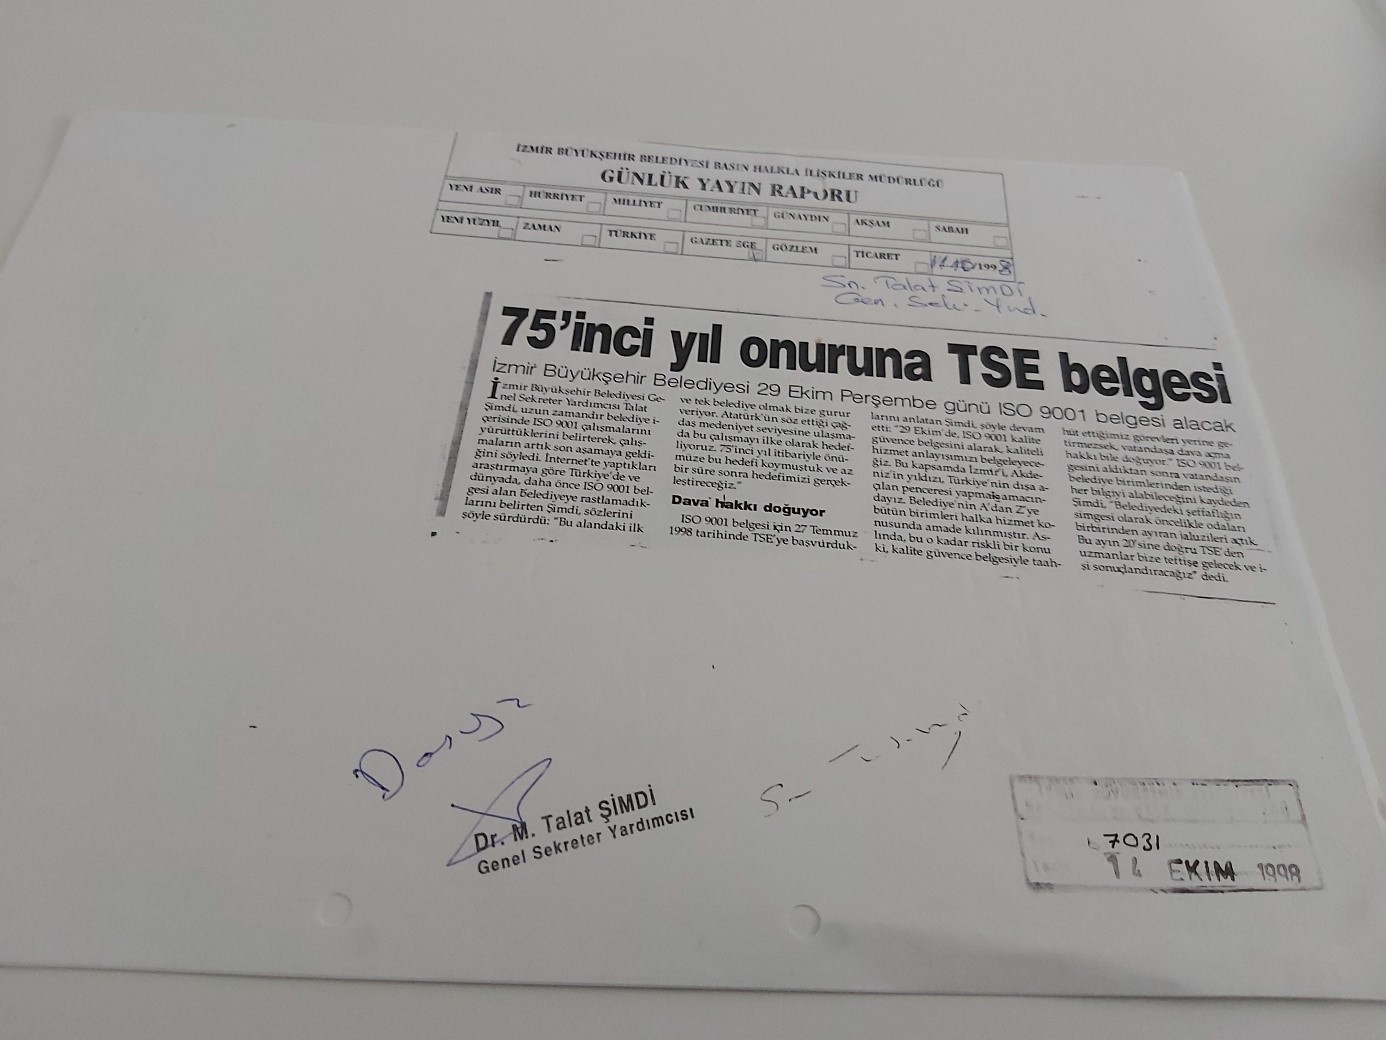 İZMİR BÜYÜKŞEHİR BELEDİYESİ BASIN HALKLA İLİŞKİLER MÜDÜRLÜĞÜ
GÜNLÜK YAYIN RAPORU
YENİ ASIR HÜRRİYET MİLLİYET CUMHURİYET GÜNAYDIN AKŞAM SABAH
YENİ YÜZYIL ZAMAN TÜRKİYE GAZETE EGE GÖZLEM TİCARET 1998
Sn. Talat ŞİMDİ
Gen. Sek. Yrd.
75'inci yıl onuruna TSE belgesi
İzmir Büyükşehir Belediyesi 29 Ekim Perşembe günü ISO 9001 belgesi alacak
İzmir Büyükşehir Belediyesi Ge-
nel Sekreter Yardımcısı Talat
Şimdi, uzun zamandır belediye i-
çerisinde ISO 9001 çalışmalarını
yürüttüklerini belirterek, çalış-
maların artık son aşamaya geldi-
ğini söyledi. İnternet'te yaptıkları
araştırmaya göre Türkiye'de ve
dünyada, daha önce ISO 9001 bel-
gesi alan Belediyeye rastlamadık-
larını belirten Şimdi, sözlerini
şöyle sürdürdü: "Bu alandaki ilk
ve tek belediye olmak bize gurur
veriyor. Atatürk'ün söz ettiği çağ-
daş medeniyet seviyesine ulaşma-
da bu çalışmayı ilke olarak hedef-
liyoruz. 75'inci yıl itibariyle önü-
müze bu hedefi koymuştuk ve az
bir süre sonra hedefimizi gerçek-
leştireceğiz."
Dava hakkı doğuyor
ISO 9001 belgesi için 27 Temmuz
1998 tarihinde TSE'ye başvurduk-
larını anlatan Şimdi, şöyle devam
etti: "29 Ekim'de, ISO 9001 kalite
güvence belgesini alarak, kaliteli
hizmet anlayışımızı belgeleyece-
ğiz. Bu kapsamda İzmir'i, Akde-
niz'in yıldızı, Türkiye'nin dışa a-
çılan penceresi yapmak amacın-
dayız. Belediye'nin A'dan Z'ye
bütün birimleri halka hizmet ko-
nusunda amade kılınmıştır. As-
lında, bu o kadar riskli bir konu
ki, kalite güvence belgesiyle taah-
hüt ettiğimiz görevleri yerine ge-
tirmezsek, vatandaşa dava açma
hakkı bile doğuyor." ISO 9001 bel-
gesini aldıktan sonra vatandaşın
belediye birimlerinden istediği
her bilgiyi alabileceğini kaydeden
Şimdi, "Belediyedeki şeffaflığın
simgesi olarak öncelikle odaları
birbirinden ayıran jaluzileri açtık.
Bu ayın 20'sine doğru TSE'den
uzmanlar bize teftişe gelecek ve i-
şi sonuçlandıracağız" dedi.
Dosya
Dr. M. Talat ŞİMDİ
Genel Sekreter Yardımcısı
7031
14 EKİM 1998